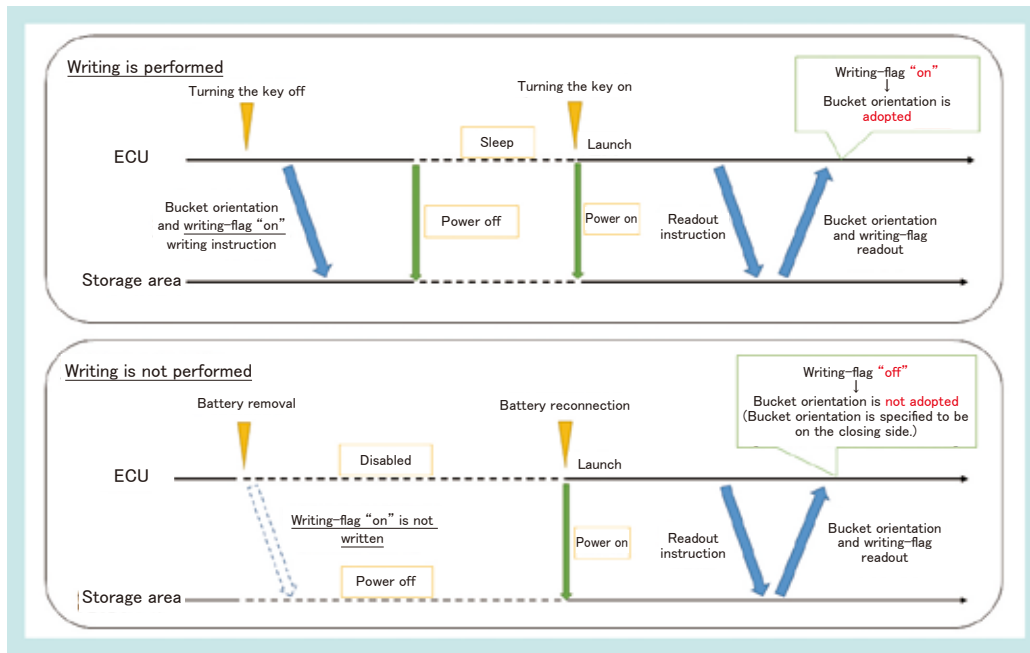 Writing is performed
Turning the key off
Turning the key on
Writing-flag “on”
↓
Bucket orientation is
adopted
ECU
Sleep
Launch
Bucket orientation
and writing-flag “on”
writing instruction
Power off
Power on
Readout
instruction
Bucket orientation
and writing-flag
readout
Storage area
Writing is not performed
Battery removal
Battery reconnection
Writing-flag “off”
↓
Bucket orientation is not adopted
(Bucket orientation is specified to be
on the closing side.)
ECU
Disabled
Launch
Writing-flag “on” is not
written
Power off
Power on
Readout
instruction
Bucket orientation
and writing-flag
readout
Storage area